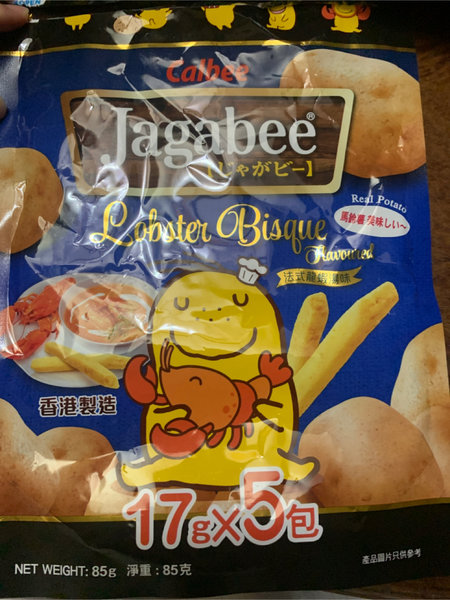 Calbee
Jagabee®
【じゃがビー】
Real Potato
馬鈴薯美味しい~
Lobster Bisque
Flavoured
法式龍蝦湯味
香港製造
17g×5包
產品圖片只供參考
NET WEIGHT: 85g 淨重:85克